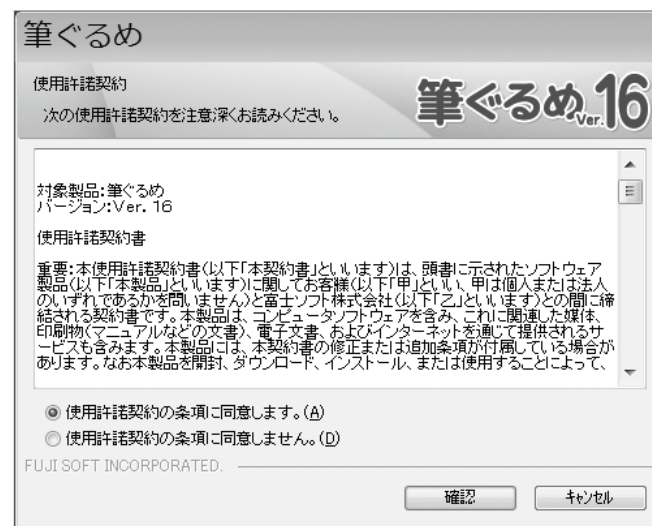 筆ぐるめ
使用許諾契約
次の使用許諾契約を注意深くお読みください。
筆ぐるめ Ver. 16
対象製品:筆ぐるめ
バージョン:Ver. 16
使用許諾契約書
重要:本使用許諾契約書(以下「本契約書」といいます)は、頭書に示されたソフトウェア
製品(以下「本製品」といいます)に関してお客様(以下「甲」といい、甲は個人または法人
のいずれであるかを問いません)と富士ソフト株式会社(以下「乙」といいます)との間に締
結される契約書です。本製品は、コンピュータソフトウェアを含み、これに関連した媒体、
印刷物(マニュアルなどの文書)、電子文書、およびインターネットを通じて提供されるサ
ービスも含みます。本製品には、本契約書の修正または追加条項が付属している場合が
あります。なお本製品を開封、ダウンロード、インストール、または使用することによって、
使用許諾契約の条項に同意します。(A)
使用許諾契約の条項に同意しません。(D)
FUJI SOFT INCORPORATED.
確認
キャンセル